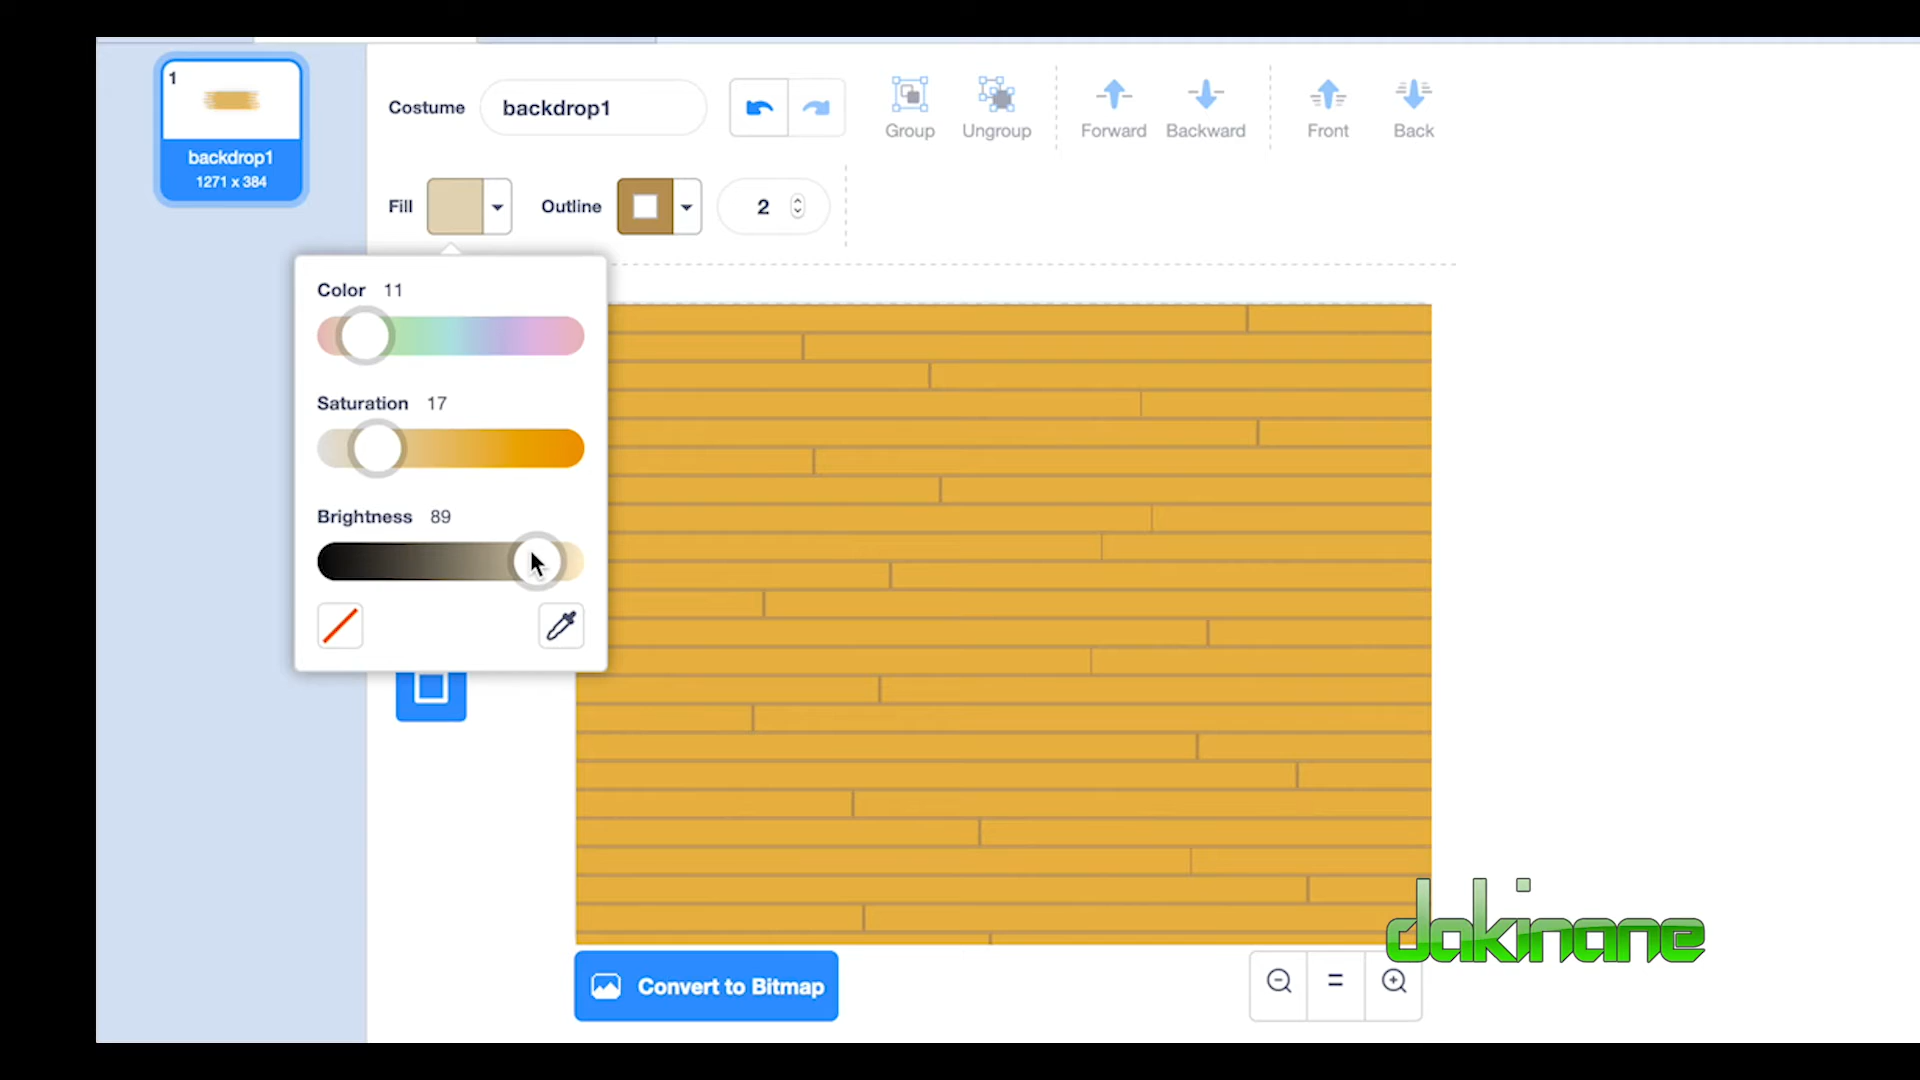 1
backdrop1
1271 x 384
Costume
backdrop1
Group
Ungroup
Forward
Backward
Front
Back
Fill
Outline
2
Color 11
Saturation 17
Brightness 89
Convert to Bitmap
=
dakinane